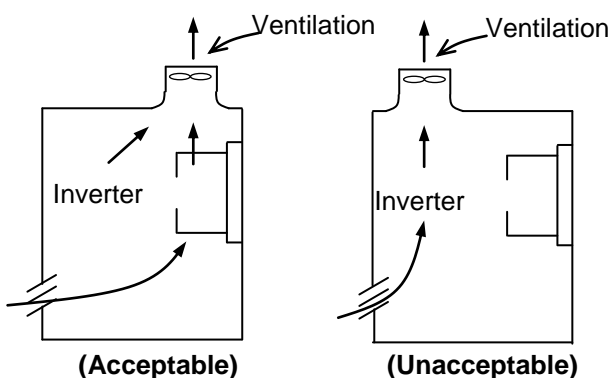 Ventilation
Inverter
(Acceptable)
Ventilation
Inverter
(Unacceptable)